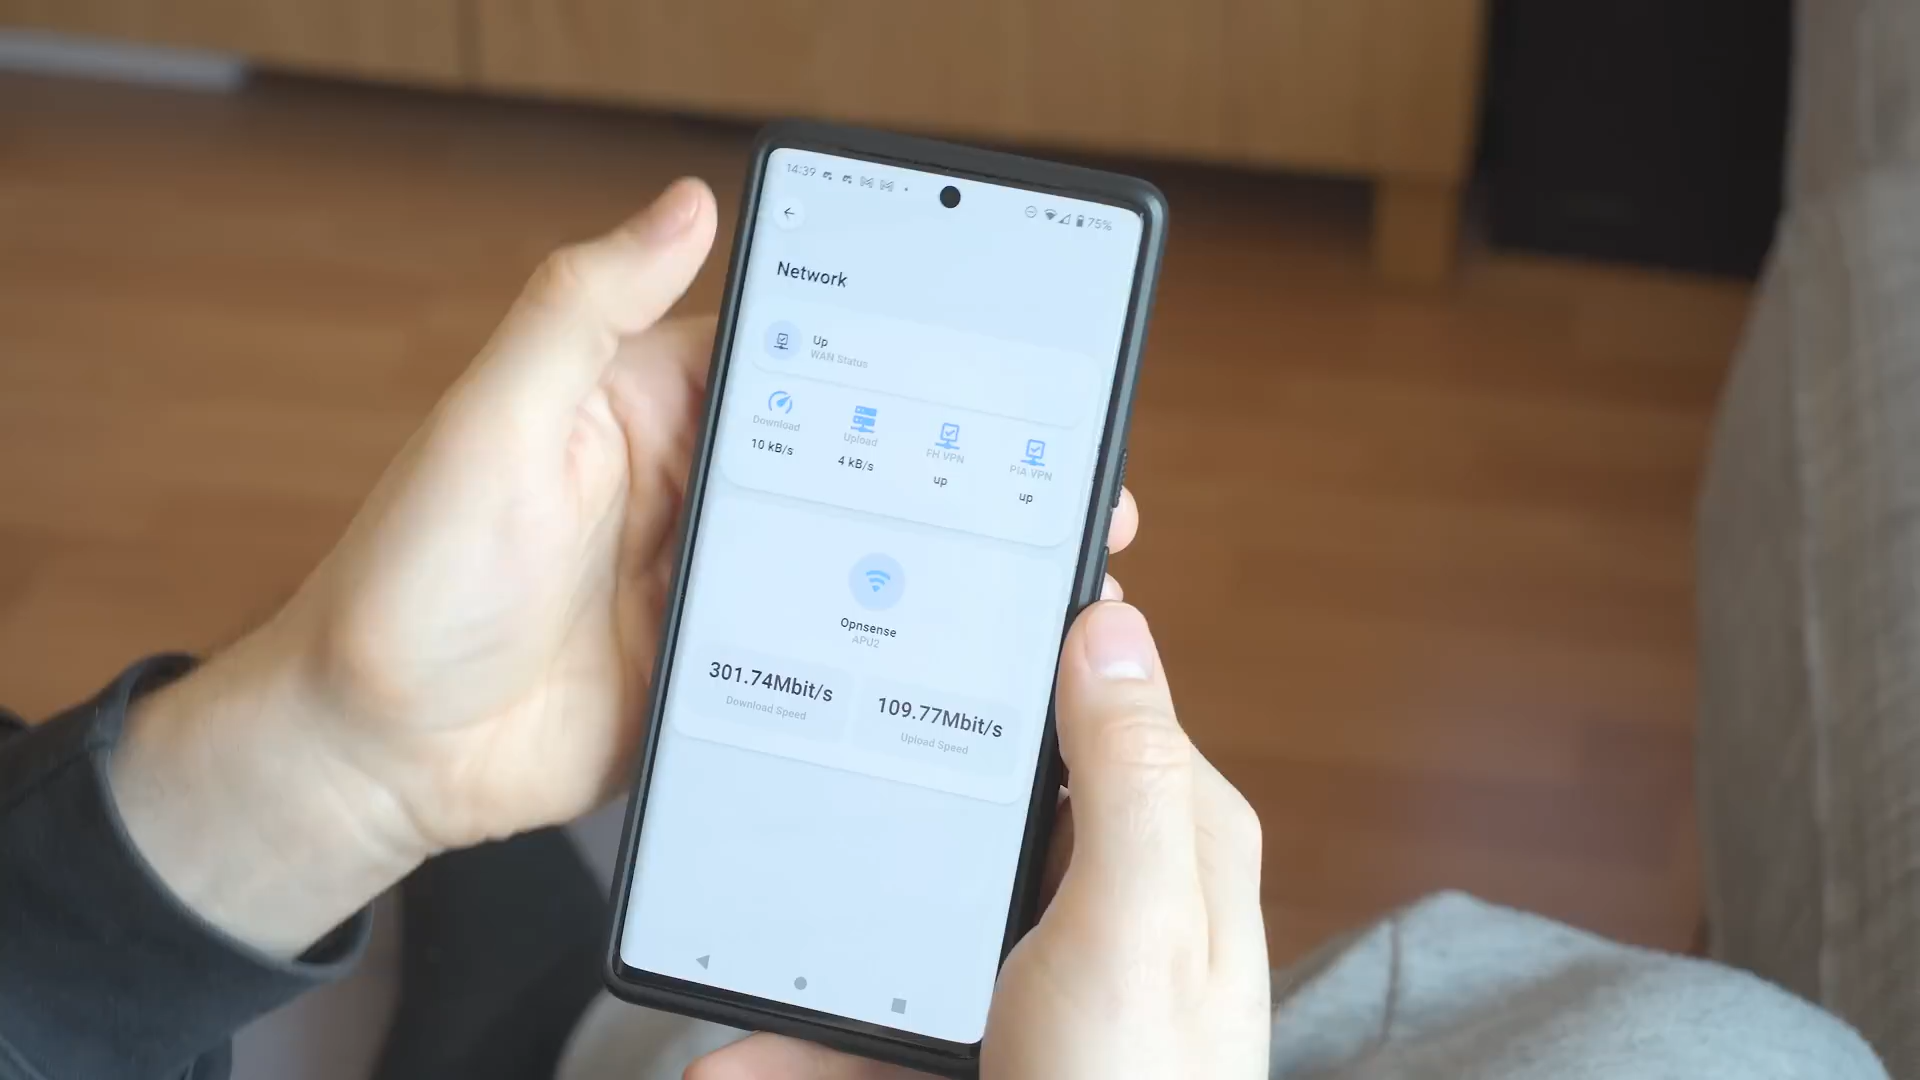 14:39
75%
Network
Up
WAN Status
Download
Upload
FH VPN
PIA VPN
10 kB/s
4 kB/s
up
up
Opnsense
APU2
301.74Mbit/s
109.77Mbit/s
Download Speed
Upload Speed